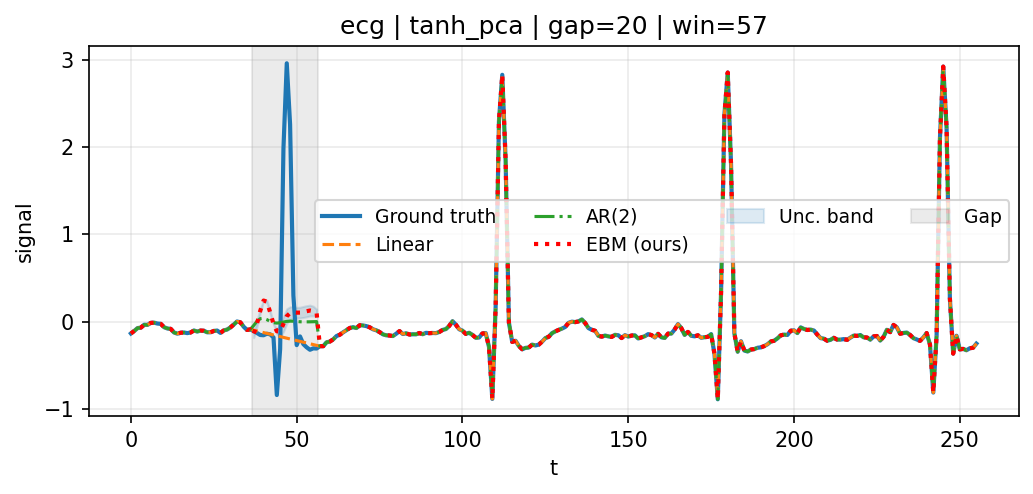 ecg | tanh_pca | gap=20 | win=57
3
2
1
0
−1
signal
Ground truth
Linear
AR(2)
EBM (ours)
Unc. band
Gap
0
50
100
150
200
250
t